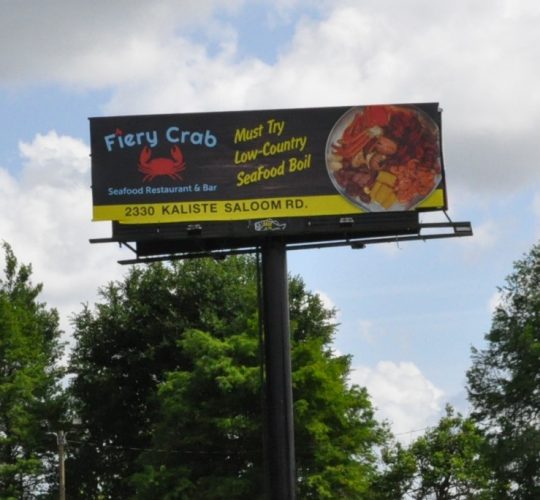 Fiery Crab
Seafood Restaurant & Bar
Must Try
Low-Country
SeaFood Boil
2330 KALISTE SALOOM RD.